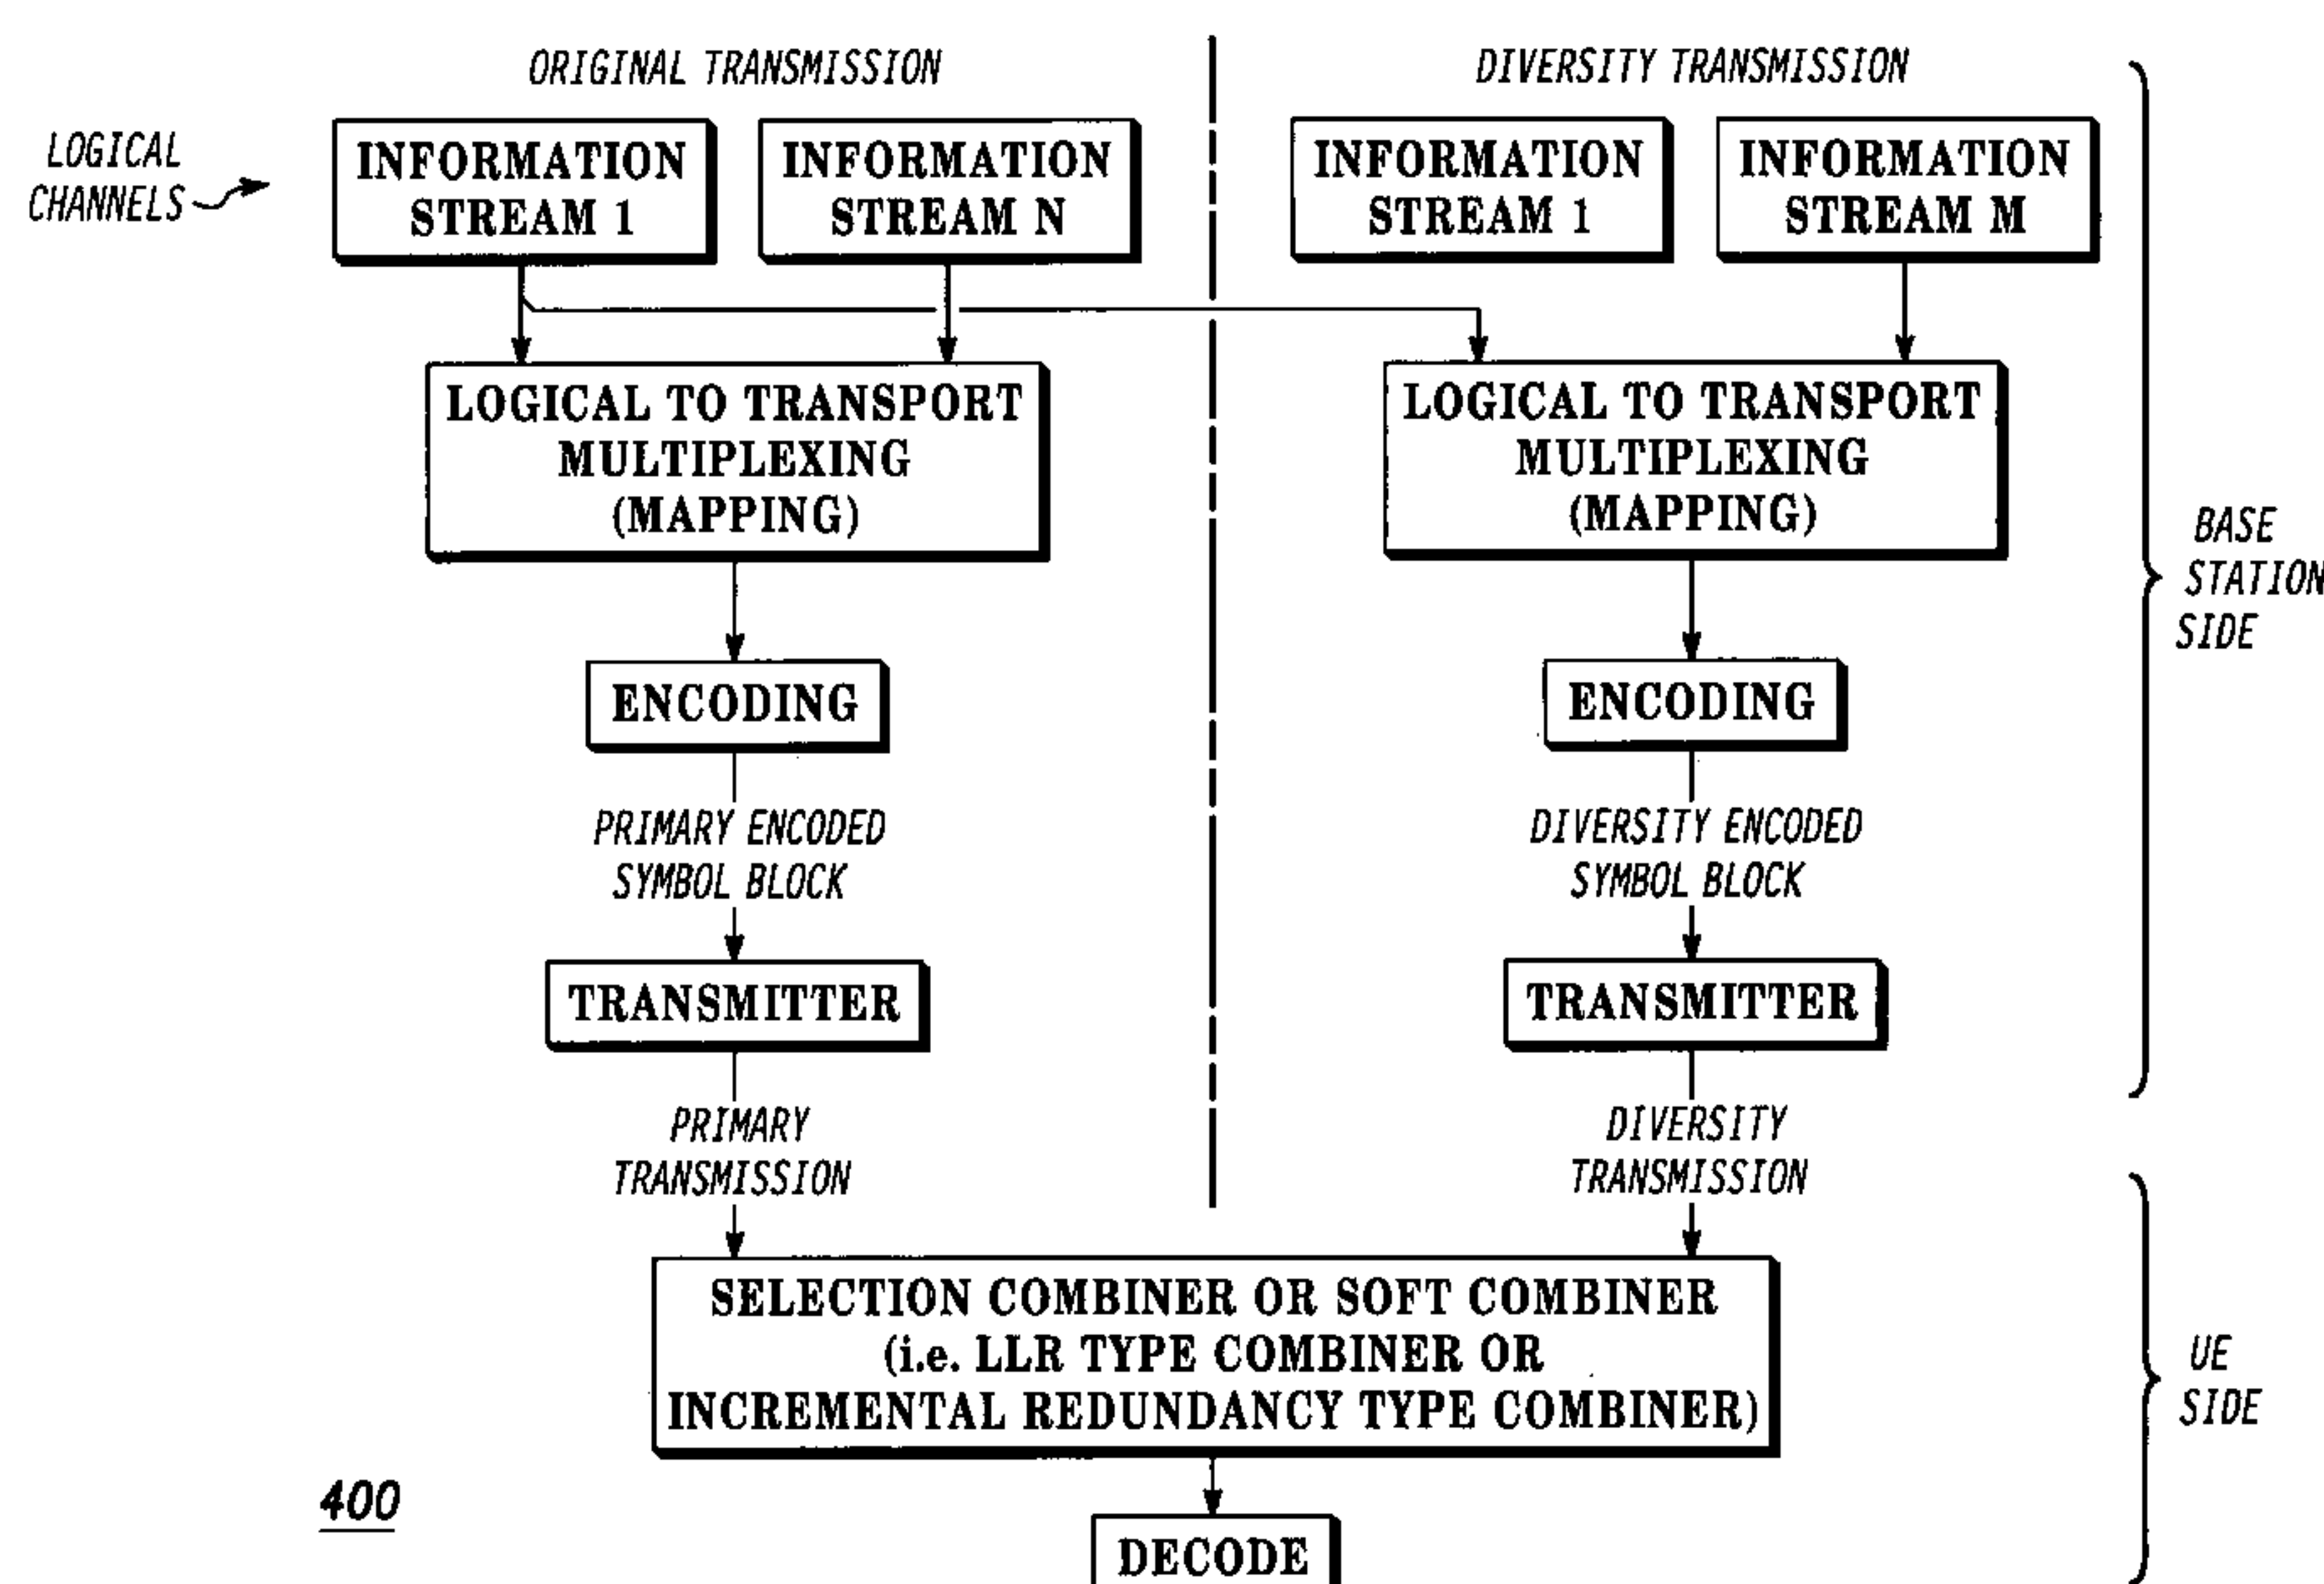 ORIGINAL TRANSMISSION
DIVERSITY TRANSMISSION
LOGICAL
CHANNELS
INFORMATION
STREAM 1
INFORMATION
STREAM N
INFORMATION
STREAM 1
INFORMATION
STREAM M
LOGICAL TO TRANSPORT
MULTIPLEXING
(MAPPING)
LOGICAL TO TRANSPORT
MULTIPLEXING
(MAPPING)
BASE
STATION
SIDE
ENCODING
ENCODING
PRIMARY ENCODED
SYMBOL BLOCK
DIVERSITY ENCODED
SYMBOL BLOCK
TRANSMITTER
TRANSMITTER
PRIMARY
TRANSMISSION
DIVERSITY
TRANSMISSION
SELECTION COMBINER OR SOFT COMBINER
(i.e. LLR TYPE COMBINER OR
INCREMENTAL REDUNDANCY TYPE COMBINER)
UE
SIDE
400
DECODE